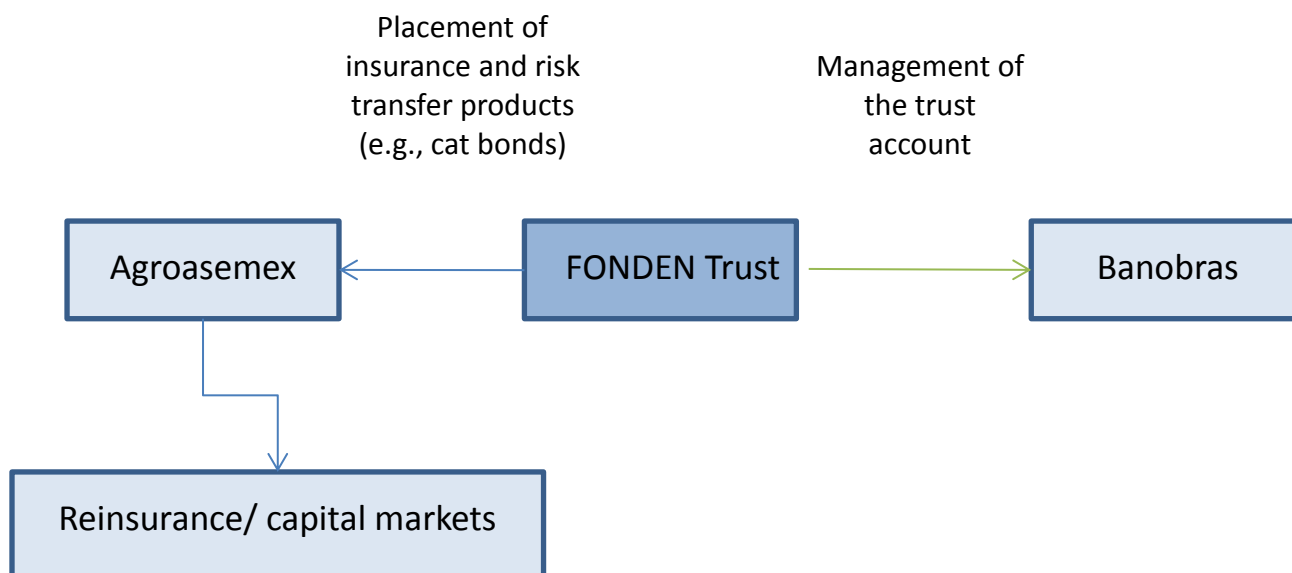 Placement of
insurance and risk
transfer products
(e.g., cat bonds)
Management of
the trust
account
Agroasemex
FONDEN Trust
Banobras
Reinsurance/ capital markets